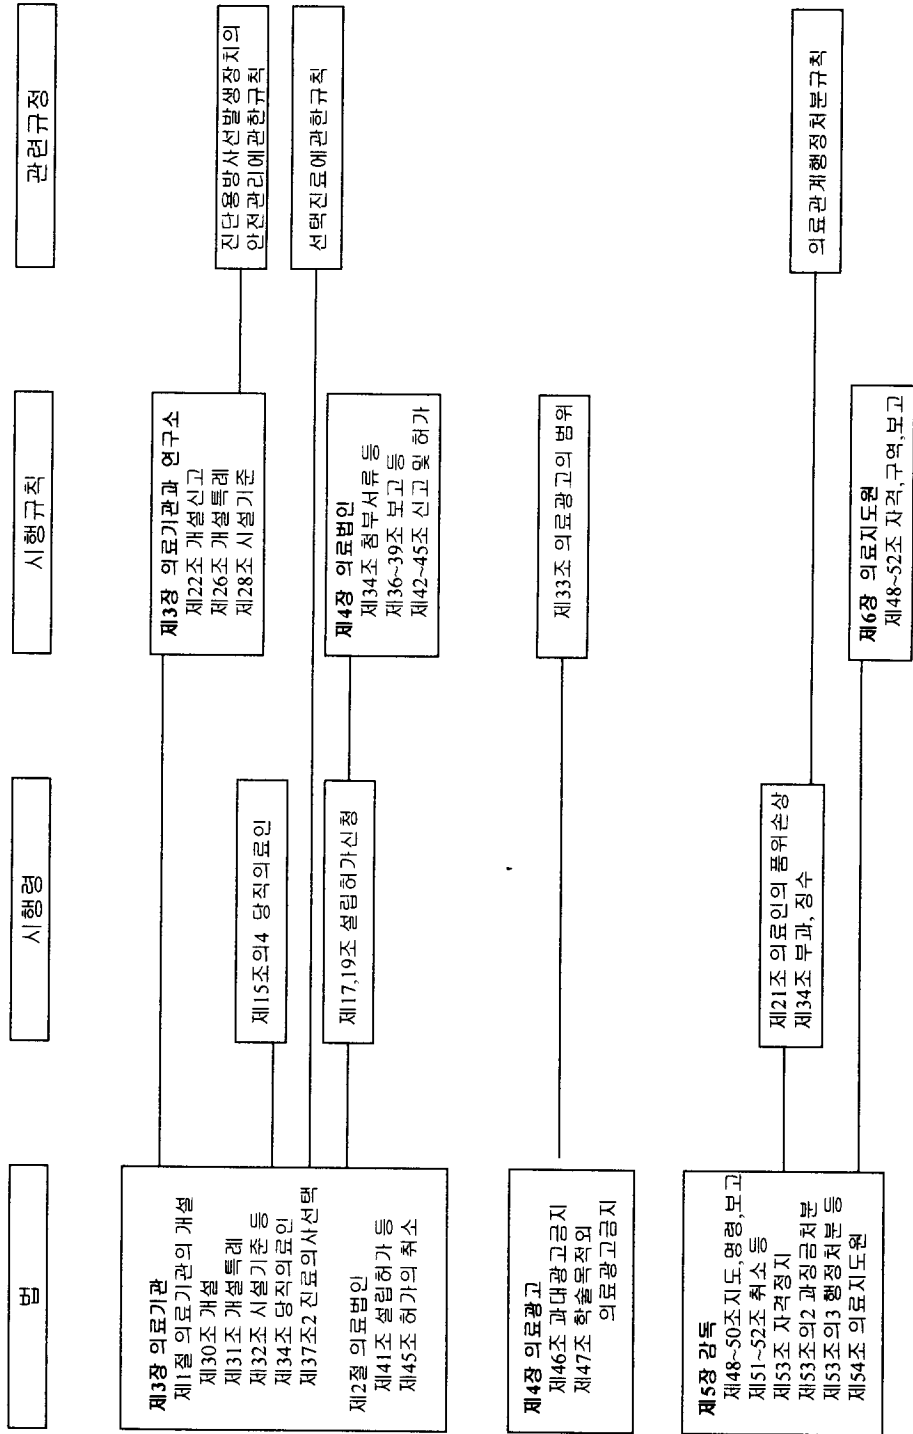 법
시행령
시행규칙
관련규정
제3장 의료기관
제1절 의료기관의 개설
제30조 개설
제31조 개설특례
제32조 시설기준 등
제34조 당직의료인
제37조2 진료의사선택
제2절 의료법인
제41조 설립허가 등
제45조 허가의 취소
제15조의4 당직의료인
제17,19조 설립허가신청
제3장 의료기관과 연구소
제22조 개설신고
제26조 개설특례
제28조 시설기준
제4장 의료법인
제34조 첨부서류 등
제36~39조 보고 등
제42~45조 신고 및 허가
진단용방사선발생장치의
안전관리에관한규칙
선택진료에관한규칙
제4장 의료광고
제46조 과대광고금지
제47조 학술목적외
의료광고금지
제33조 의료광고의 범위
제5장 감독
제48~50조지도,명령,보고
제51~52조 취소 등
제53조 자격정지
제53조의2 과징금처분
제53조의3 행정처분 등
제54조 의료지도원
제21조 의료인의 품위손상
제34조 부과, 징수
제6장 의료지도원
제48~52조 자격,구역,보고
의료관계행정처분규칙